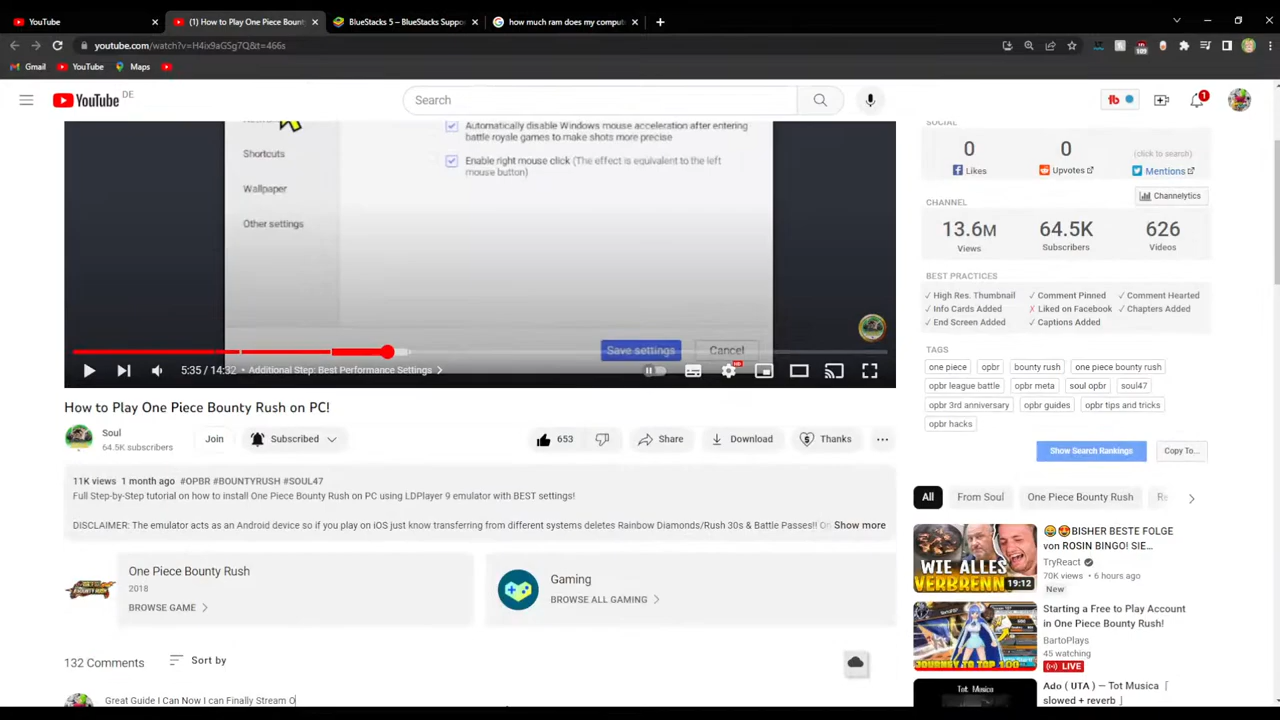 YouTube
(1) How to Play One Piece Bounty
BlueStacks 5 – BlueStacks Suppo
how much ram does my comput
youtube.com/watch?v=H4ix9aG5g7Q&t=466s
Gmail
YouTube
Maps
YouTube DE
Search
1
Automatically disable Windows mouse acceleration after entering
battle royale games to make shots more precise
Shortcuts
Enable right mouse click (The effect is equivalent to the left
mouse button)
Wallpaper
Other settings
Save settings
Cancel
5:35 / 14:32 • Additional Step: Best Performance Settings
HD
How to Play One Piece Bounty Rush on PC!
Soul
64.5K subscribers
Join
Subscribed
653
Share
Download
Thanks
11K views 1 month ago #OPBR #BOUNTYRUSH #SOUL47
Full Step-by-Step tutorial on how to install One Piece Bounty Rush on PC using LDPlayer 9 emulator with BEST settings!
DISCLAIMER: The emulator acts as an Android device so if you play on iOS just know transferring from different systems deletes Rainbow Diamonds/Rush 30s & Battle Passes!! On Show more
One Piece Bounty Rush
2018
BROWSE GAME
Gaming
BROWSE ALL GAMING
132 Comments
Sort by
Great Guide I Can Now I can Finally Stream O
SOCIAL
0
Likes
0
Upvotes
(click to search)
Mentions
Channelytics
CHANNEL
13.6M
Views
64.5K
Subscribers
626
Videos
BEST PRACTICES
✓ High Res. Thumbnail ✓ Comment Pinned ✓ Comment Hearted
✓ Info Cards Added ✗ Liked on Facebook ✓ Chapters Added
✓ End Screen Added ✓ Captions Added
TAGS
one piece opbr bounty rush one piece bounty rush
opbr league battle opbr meta soul opbr soul47
opbr 3rd anniversary opbr guides opbr tips and tricks
opbr hacks
Show Search Rankings
Copy To...
All
From Soul
One Piece Bounty Rush
Re
WIE ALLES
VERBRENN
19:12
BISHER BESTE FOLGE
von ROSIN BINGO! SIE...
TryReact
70K views • 6 hours ago
New
JOURNEY TO TOP 100
Starting a Free to Play Account
in One Piece Bounty Rush!
BartoPlays
45 watching
LIVE
Tot Musica
Ado ( UTA ) — Tot Musica「
slowed + reverb 」